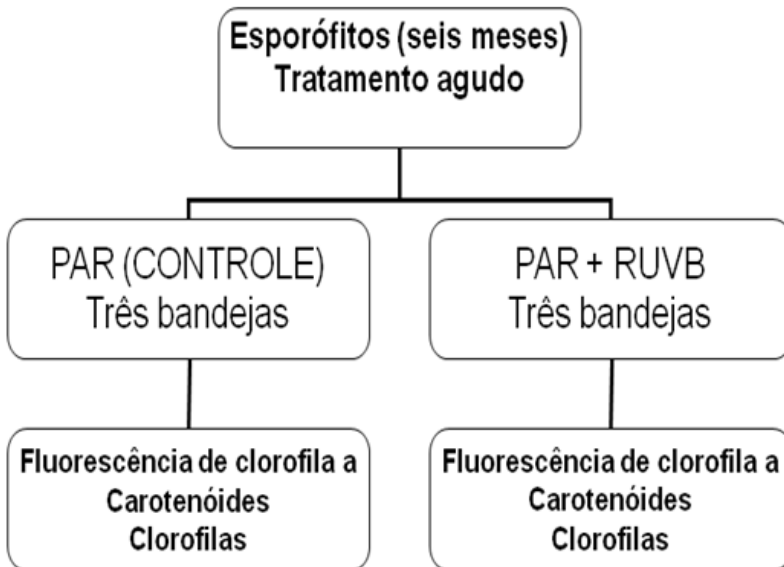 Esporófitos (seis meses)
Tratamento agudo
PAR (CONTROLE)
Três bandejas
PAR + RUVB
Três bandejas
Fluorescência de clorofila a
Carotenóides
Clorofilas
Fluorescência de clorofila a
Carotenóides
Clorofilas